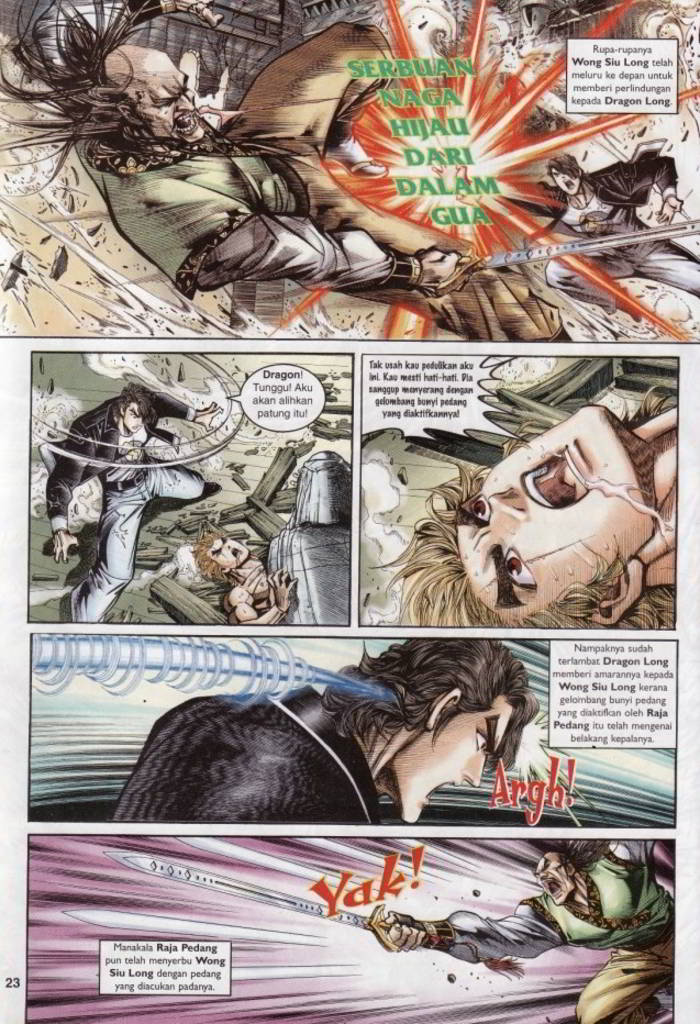 SERBUAN
NAGA
HIJAU
DARI
DALAM
GUA
Rupa-rupanya
Wong Siu Long telah
meluru ke depan untuk
memberi perlindungan
kepada Dragon Long.
Dragon!
Tunggu! Aku
akan alihkan
patung itu!
Tak usah kau pedulikan aku
ini. Kau mesti hati-hati. Dia
sanggup menyerang dengan
gelombang bunyi pedang
yang diaktifkannya!
Nampaknya sudah
terlambat Dragon Long
memberi amarannya kepada
Wong Siu Long kerana
gelombang bunyi pedang
yang diaktifkan oleh Raja
Pedang itu telah mengenai
belakang kepalanya.
Argh!
Yak!
Manakala Raja Pedang
pun telah menyerbu Wong
Siu Long dengan pedang
yang diacukan padanya.
23